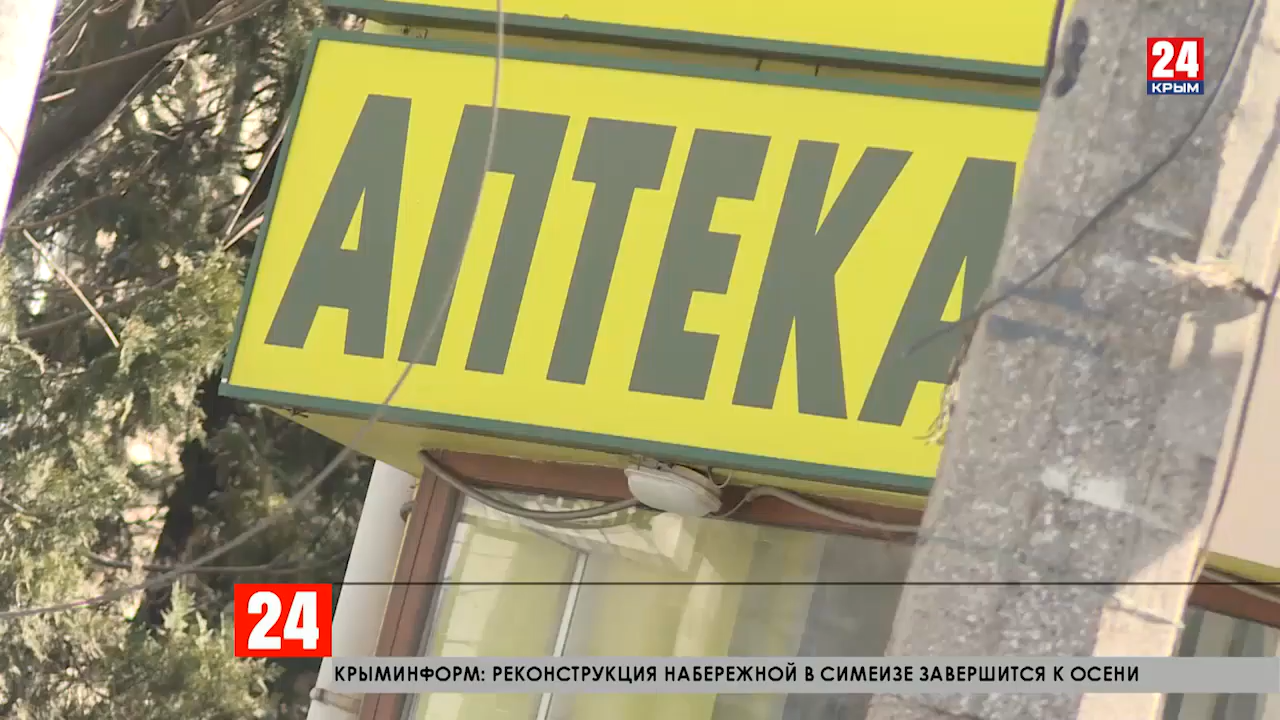 24
КРЫМ
АПТЕКА
24
КРЫМИНФОРМ: РЕКОНСТРУКЦИЯ НАБЕРЕЖНОЙ В СИМЕИЗЕ ЗАВЕРШИТСЯ К ОСЕНИ